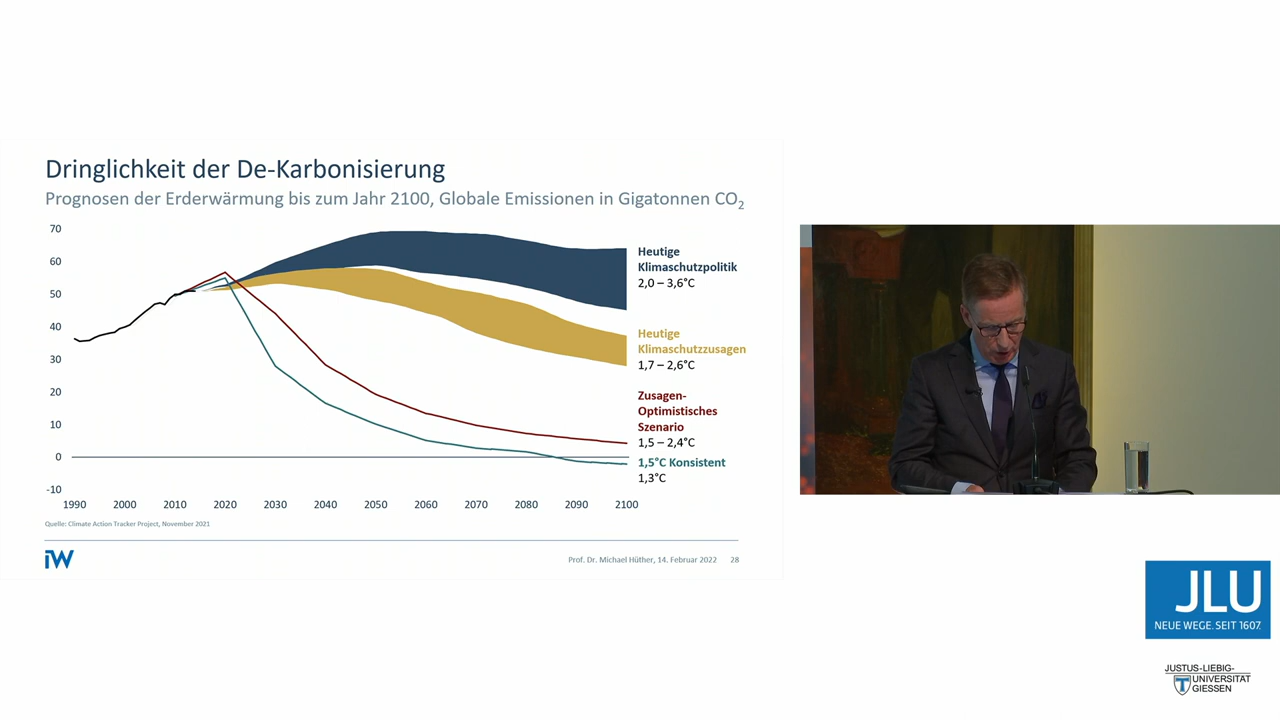 Dringlichkeit der De-Karbonisierung
Prognosen der Erderwärmung bis zum Jahr 2100, Globale Emissionen in Gigatonnen CO2
70
60
50
40
30
20
10
0
-10
1990 2000 2010 2020 2030 2040 2050 2060 2070 2080 2090 2100
Heutige
Klimaschutzpolitik
2,0 – 3,6°C
Heutige
Klimaschutzzusagen
1,7 – 2,6°C
Zusagen-
Optimistisches
Szenario
1,5 – 2,4°C
1,5°C Konsistent
1,3°C
Quelle: Climate Action Tracker Project, November 2021
iW
Prof. Dr. Michael Hüther, 14. Februar 2022 28
JLU
NEUE WEGE. SEIT 1607.
JUSTUS-LIEBIG-
UNIVERSITÄT
GIESSEN